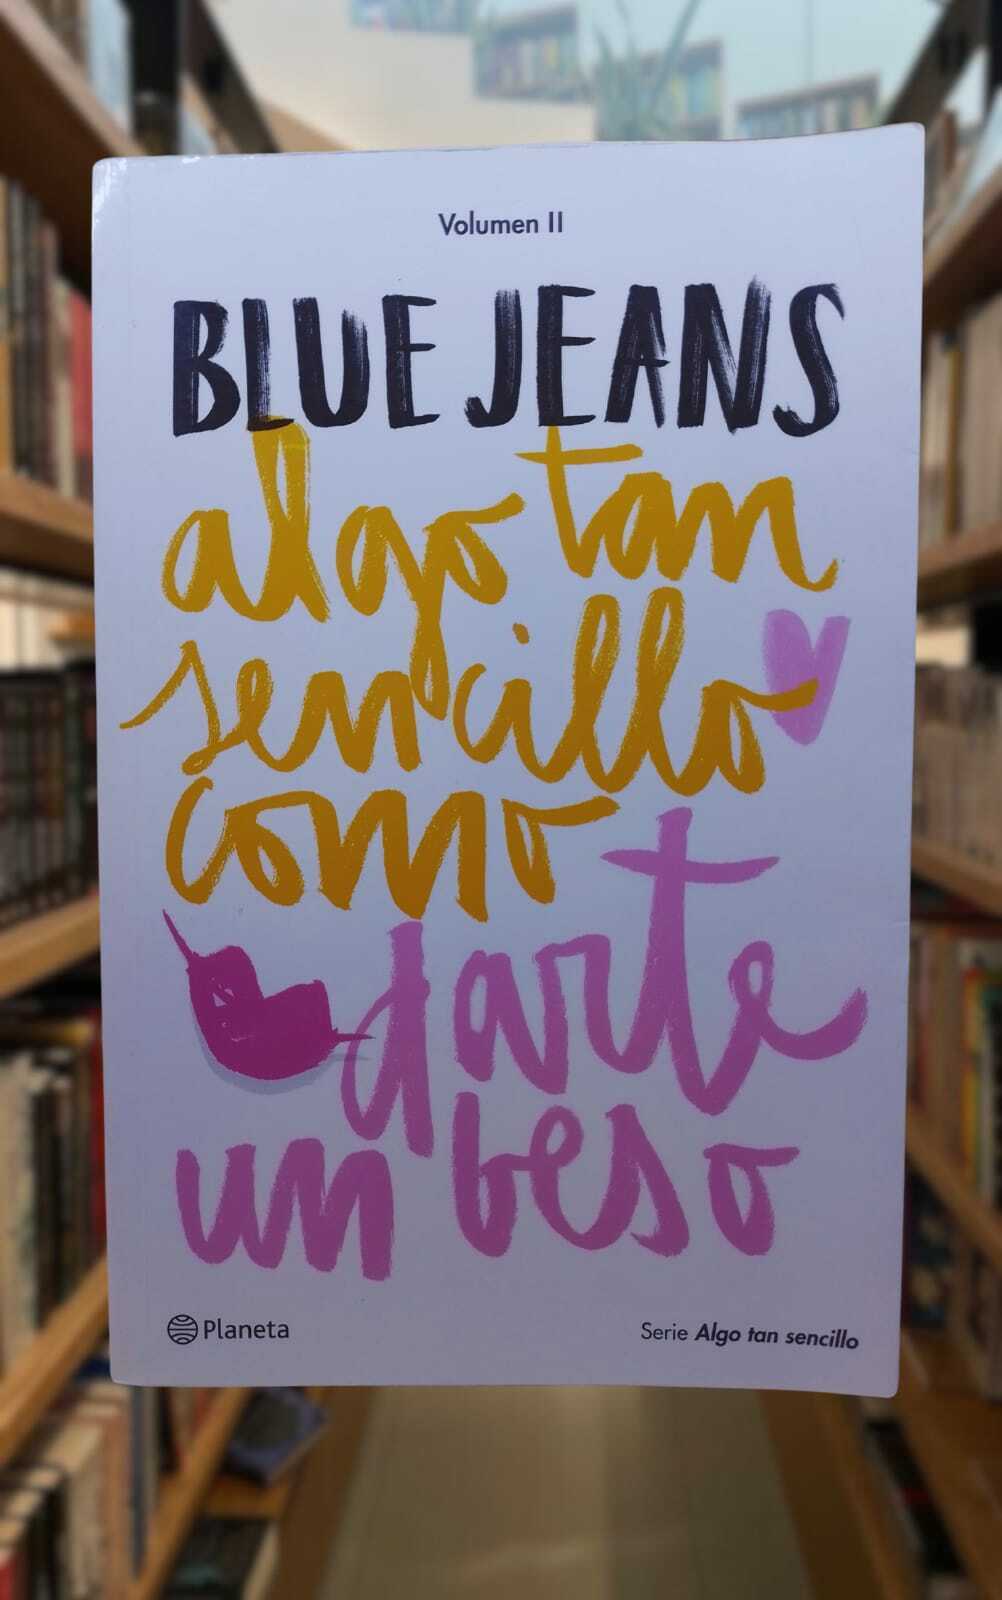 Volumen II
BLUE JEANS
algo tan
sencillo
como
darte
un beso
Planeta
Serie Algo tan sencillo